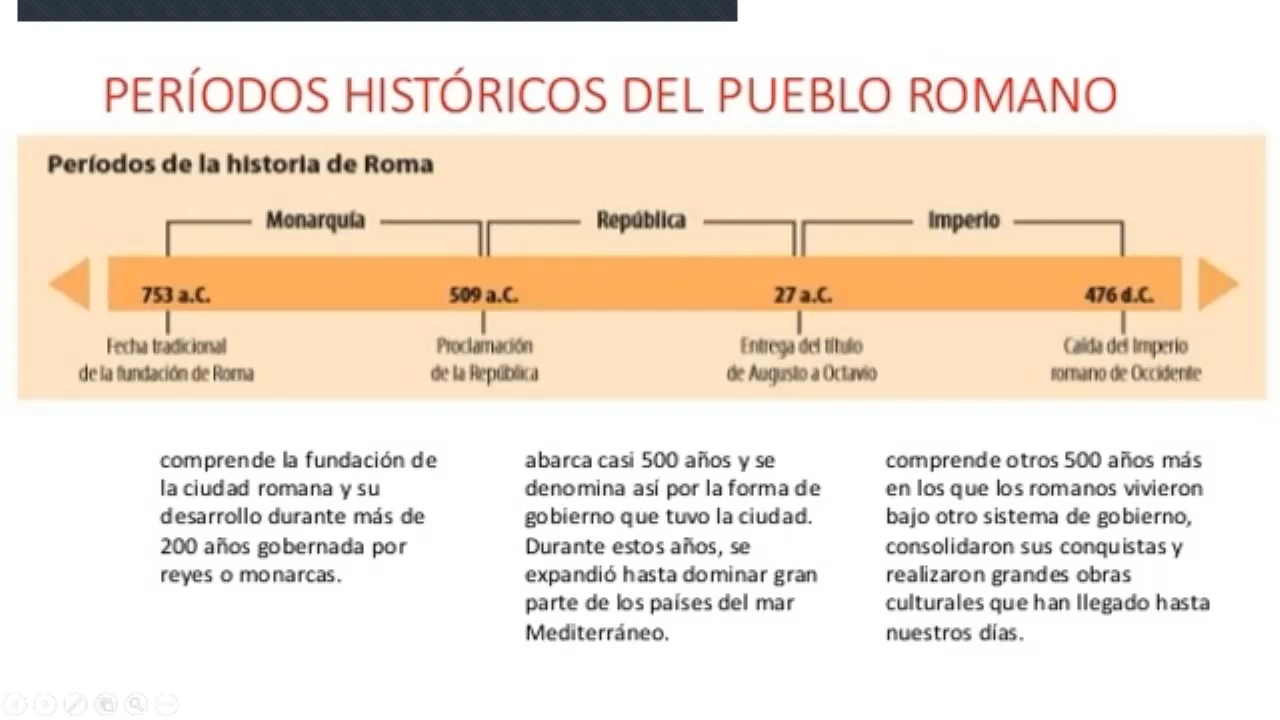 PERÍODOS HISTÓRICOS DEL PUEBLO ROMANO
Períodos de la historia de Roma
Monarquía República Imperio
753 a.C. 509 a.C. 27 a.C. 476 d.C.
Fecha tradicional
de la fundación de Roma
Proclamación
de la República
Entrega del título
de Augusto a Octavio
Caída del Imperio
romano de Occidente
comprende la fundación de
la ciudad romana y su
desarrollo durante más de
200 años gobernada por
reyes o monarcas.
abarca casi 500 años y se
denomina así por la forma de
gobierno que tuvo la ciudad.
Durante estos años, se
expandió hasta dominar gran
parte de los países del mar
Mediterráneo.
comprende otros 500 años más
en los que los romanos vivieron
bajo otro sistema de gobierno,
consolidaron sus conquistas y
realizaron grandes obras
culturales que han llegado hasta
nuestros días.